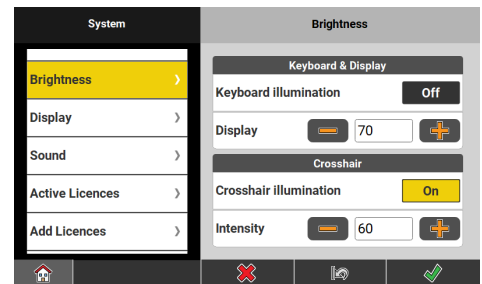 System
Brightness
Brightness
Display
Sound
Active Licences
Add Licences
Keyboard & Display
Keyboard illumination Off
Display 70
Crosshair
Crosshair illumination On
Intensity 60